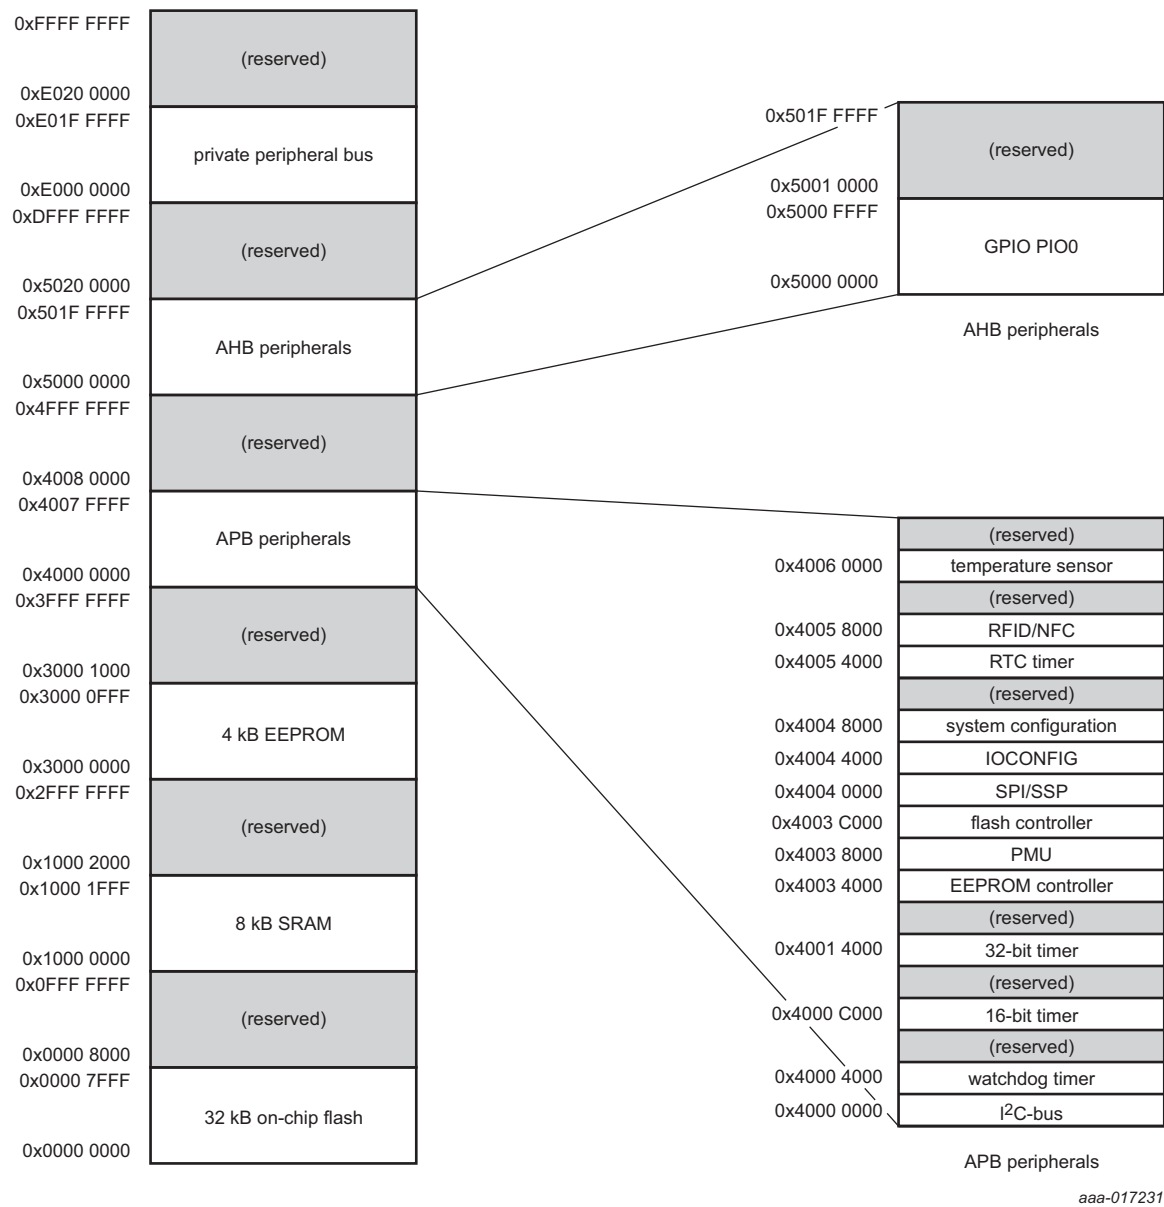 0xFFFF FFFF
(reserved)
0xE020 0000
0xE01F FFFF
private peripheral bus
0xE000 0000
0xDFFF FFFF
(reserved)
0x5020 0000
0x501F FFFF
AHB peripherals
0x5000 0000
0x4FFF FFFF
(reserved)
0x4008 0000
0x4007 FFFF
APB peripherals
0x4000 0000
0x3FFF FFFF
(reserved)
0x3000 1000
0x3000 0FFF
4 kB EEPROM
0x3000 0000
0x2FFF FFFF
(reserved)
0x1000 2000
0x1000 1FFF
8 kB SRAM
0x1000 0000
0x0FFF FFFF
(reserved)
0x0000 8000
0x0000 7FFF
32 kB on-chip flash
0x0000 0000
0x501F FFFF
(reserved)
0x5001 0000
0x5000 FFFF
GPIO PIO0
0x5000 0000
AHB peripherals
(reserved)
0x4006 0000 temperature sensor
(reserved)
0x4005 8000 RFID/NFC
0x4005 4000 RTC timer
(reserved)
0x4004 8000 system configuration
0x4004 4000 IOCONFIG
0x4004 0000 SPI/SSP
0x4003 C000 flash controller
0x4003 8000 PMU
0x4003 4000 EEPROM controller
(reserved)
0x4001 4000 32-bit timer
(reserved)
0x4000 C000 16-bit timer
(reserved)
0x4000 4000 watchdog timer
0x4000 0000 I2C-bus
APB peripherals
aaa-017231